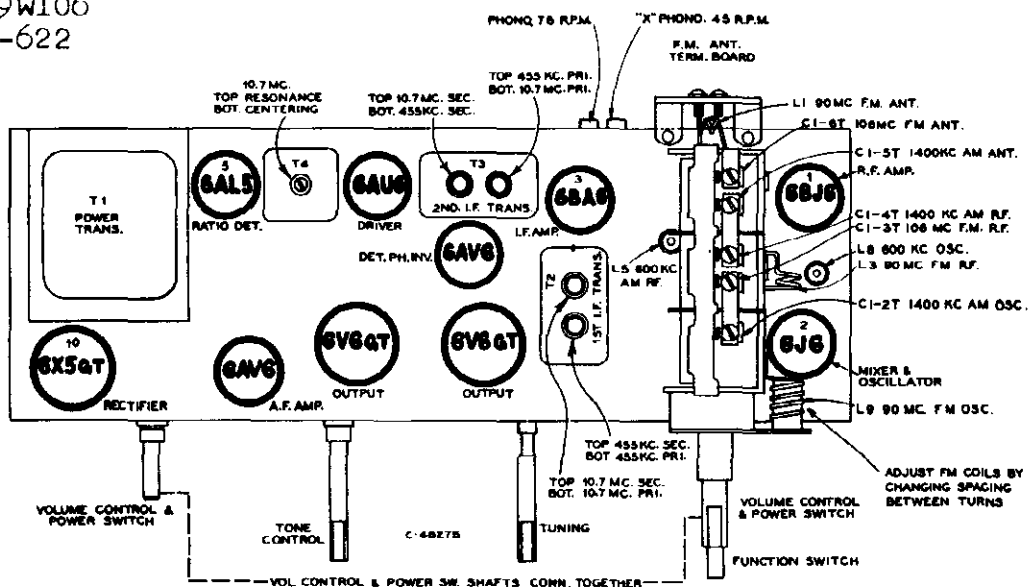 9W106
-622
PHONO, 78 R.P.M.
"X" PHONO. 45 R.P.M.
F.M. ANT.
TERM. BOARD
10.7 MC.
TOP RESONANCE
BOT. CENTERING
TOP 10.7 MC. SEC.
BOT. 455KC. SEC.
TOP 455 KC. PRI.
BOT. 10.7 MC. PRI.
L1 90MC F.M. ANT.
C1-6T 106MC FM ANT.
C1-5T 1400KC AM ANT.
R.F. AMP.
C1-4T 1400 KC AM RF.
C1-3T 106 MC F.M. R.F.
L8 600 KC OSC.
L3 90 MC FM RF.
C1-2T 1400 KC AM OSC.
T1
POWER
TRANS.
5
6AL5
RATIO DET.
T4
6AU6
DRIVER
T3
2ND. I.F. TRANS.
3
6BA6
I.F. AMP.
1
6BJ6
6AV6
DET. PH. INV.
T2
1ST I.F. TRANS.
L5 600 KC
AM RF.
10
6X5GT
RECTIFIER
6AV6
A.F. AMP.
6V6GT
OUTPUT
6V6GT
OUTPUT
2
6J6
MIXER &
OSCILLATOR
L9 90 MC. FM OSC.
TOP 455KC. SEC.
BOT 455KC. PRI.
TOP 10.7 MC. SEC.
BOT. 10.7 MC. PRI.
ADJUST FM COILS BY
CHANGING SPACING
BETWEEN TURNS
VOLUME CONTROL &
POWER SWITCH
TONE
CONTROL
C-48275
TUNING
VOLUME CONTROL
& POWER SWITCH
FUNCTION SWITCH
VOL. CONTROL & POWER SW. SHAFTS CONN. TOGETHER